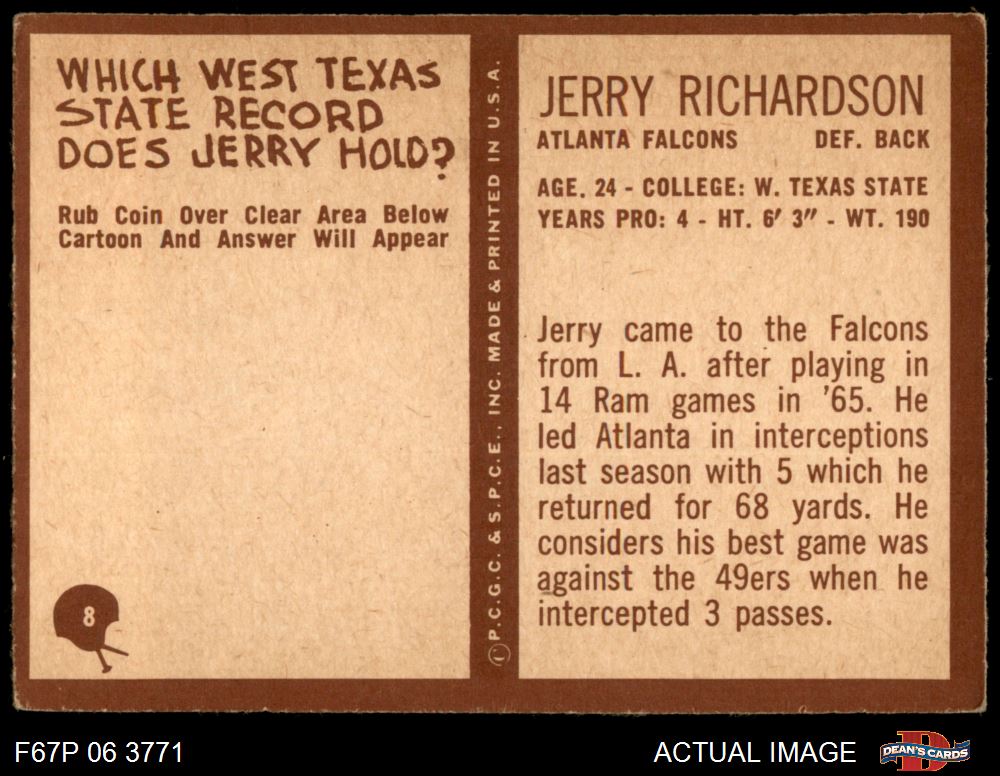 WHICH WEST TEXAS
STATE RECORD
DOES JERRY HOLD?
Rub Coin Over Clear Area Below
Cartoon And Answer Will Appear
8
©P.C.G.C. & S.P.C.E., INC. MADE & PRINTED IN U.S.A.
JERRY RICHARDSON
ATLANTA FALCONS DEF. BACK
AGE. 24 - COLLEGE: W. TEXAS STATE
YEARS PRO: 4 - HT. 6' 3" - WT. 190
Jerry came to the Falcons
from L. A. after playing in
14 Ram games in '65. He
led Atlanta in interceptions
last season with 5 which he
returned for 68 yards. He
considers his best game was
against the 49ers when he
intercepted 3 passes.
F67P 06 3771
ACTUAL IMAGE
D
DEAN'S CARDS